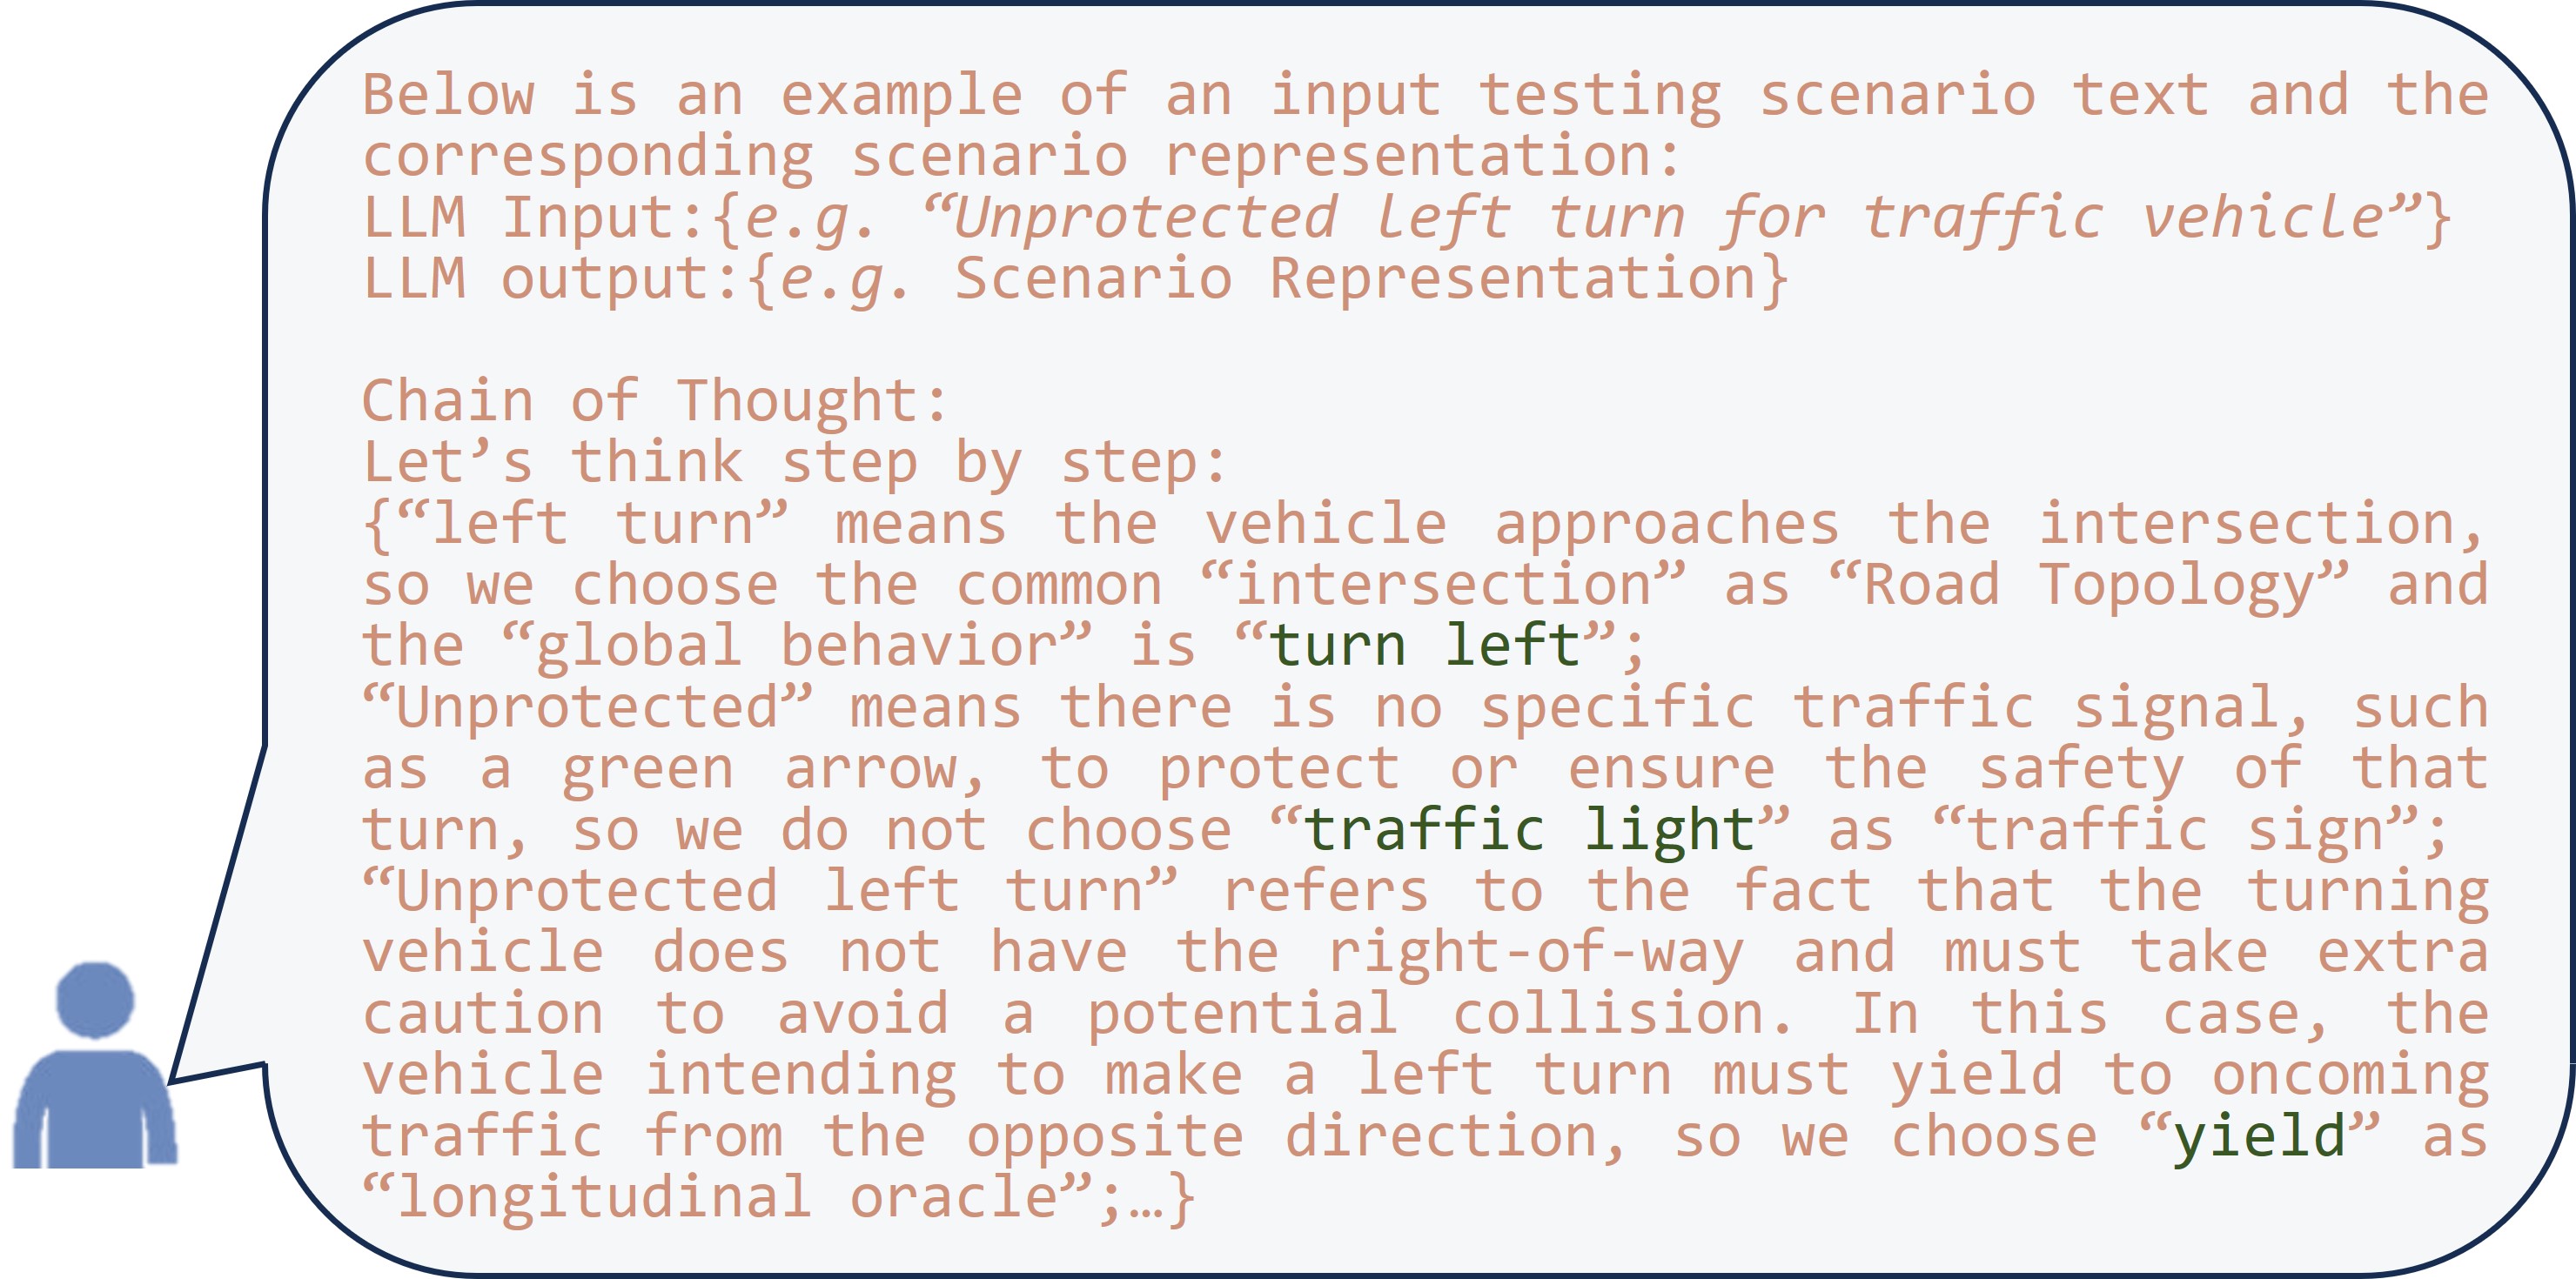 Below is an example of an input testing scenario text and the
corresponding scenario representation:
LLM Input:{e.g. “Unprotected left turn for traffic vehicle”}
LLM output:{e.g. Scenario Representation}
Chain of Thought:
Let’s think step by step:
{“left turn” means the vehicle approaches the intersection,
so we choose the common “intersection” as “Road Topology” and
the “global behavior” is “turn left”;
“Unprotected” means there is no specific traffic signal, such
as a green arrow, to protect or ensure the safety of that
turn, so we do not choose “traffic light” as “traffic sign”;
“Unprotected left turn” refers to the fact that the turning
vehicle does not have the right-of-way and must take extra
caution to avoid a potential collision. In this case, the
vehicle intending to make a left turn must yield to oncoming
traffic from the opposite direction, so we choose “yield” as
“longitudinal oracle”;…}